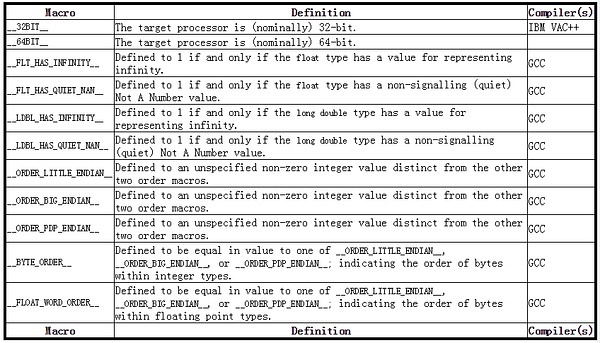 Macro Definition Compiler(s)
__32BIT__ The target processor is (nominally) 32-bit. IBM VAC++
__64BIT__ The target processor is (nominally) 64-bit.
__FLT_HAS_INFINITY__ Defined to 1 if and only if the float type has a value for representing
infinity. GCC
__FLT_HAS_QUIET_NAN__ Defined to 1 if and only if the float type has a non-signalling (quiet)
Not A Number value. GCC
__LDBL_HAS_INFINITY__ Defined to 1 if and only if the long double type has a value for
representing infinity. GCC
__LDBL_HAS_QUIET_NAN__ Defined to 1 if and only if the long double type has a non-signalling
(quiet) Not A Number value. GCC
__ORDER_LITTLE_ENDIAN__ Defined to an unspecified non-zero integer value distinct from the other
two order macros. GCC
__ORDER_BIG_ENDIAN__ Defined to an unspecified non-zero integer value distinct from the other
two order macros. GCC
__ORDER_PDP_ENDIAN__ Defined to an unspecified non-zero integer value distinct from the other
two order macros. GCC
Defined to be equal in value to one of __ORDER_LITTLE_ENDIAN__,
__BYTE_ORDER__ __ORDER_BIG_ENDIAN__, or __ORDER_PDP_ENDIAN__; indicating the order of bytes GCC
within integer types.
Defined to be equal in value to one of __ORDER_LITTLE_ENDIAN__,
__FLOAT_WORD_ORDER__ __ORDER_BIG_ENDIAN__, or __ORDER_PDP_ENDIAN__; indicating the order of bytes GCC
within floating point types.
Macro Definition Compiler(s)